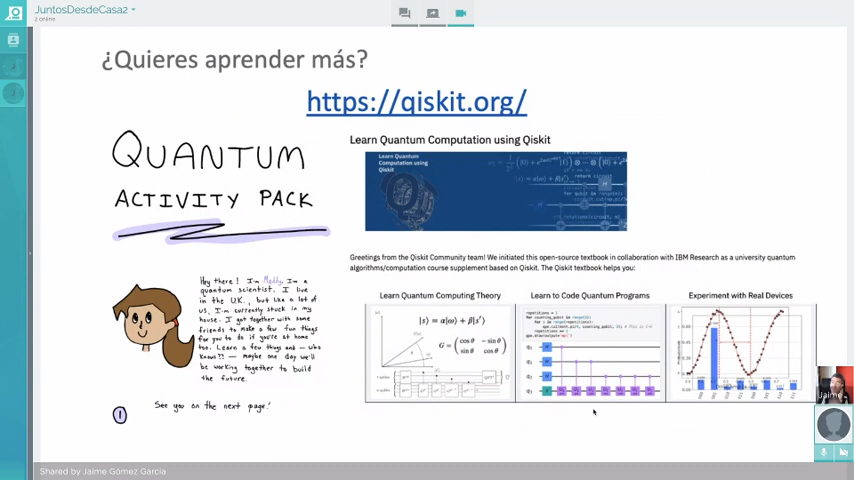 JuntosDesdeCasa2
2 online
¿Quieres aprender más?
https://qiskit.org/
QUANTUM
ACTIVITY PACK
Hey there! I'm Maddy. I'm a
quantum scientist. I live
in the U.K., but like a lot of
us, I'm currently stuck in my
house. I got together with some
friends to make a few fun things
for you to do if you're at home
too. Learn a few things and - who
knows?? - maybe one day we'll
be working together to build
the future.
See you on the next page!
1
Learn Quantum Computation using Qiskit
Learn Quantum
Computation using
Qiskit
Greetings from the Qiskit Community team! We initiated this open-source textbook in collaboration with IBM Research as a university quantum
algorithms/computation course supplement based on Qiskit. The Qiskit textbook helps you:
Learn Quantum Computing Theory
Learn to Code Quantum Programs
Experiment with Real Devices
|s⟩ = α|ω⟩ + β|s'⟩
G = (cosθ −sinθ
sinθ cosθ)
Jaime
Shared by Jaime Gómez García